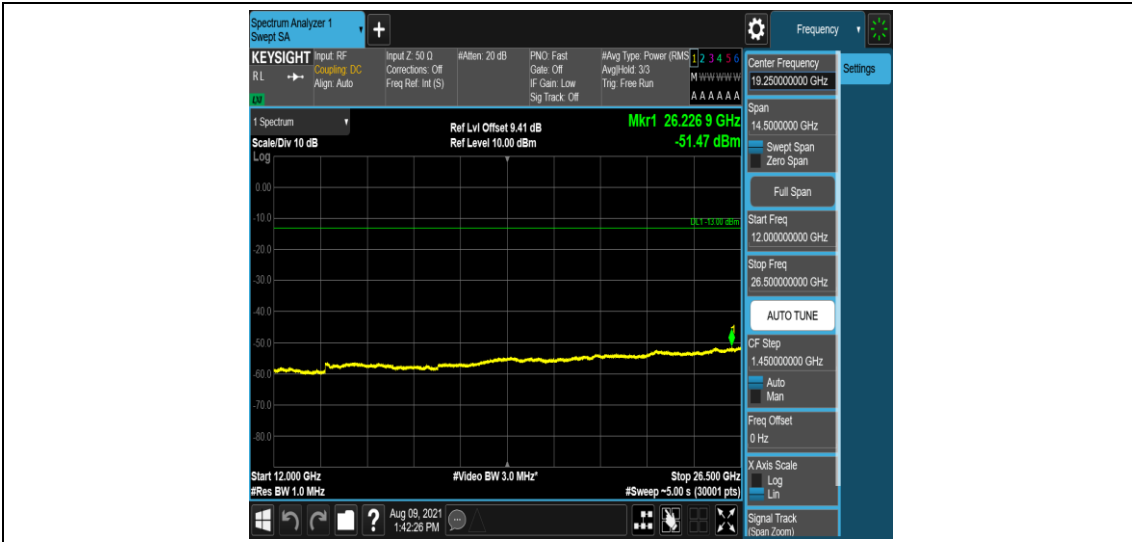 Spectrum Analyzer 1
Swept SA
+
Frequency
KEYSIGHT
RL
LXI
Input: RF
Coupling: DC
Align: Auto
Input Z: 50 Ω
Corrections: Off
Freq Ref: Int (S)
#Atten: 20 dB
PNO: Fast
Gate: Off
IF Gain: Low
Sig Track: Off
#Avg Type: Power (RMS
Avg|Hold: 3/3
Trig: Free Run
1 2 3 4 5 6
M W W W W W
A A A A A A
1 Spectrum
Scale/Div 10 dB
Log
Ref Lvl Offset 9.41 dB
Ref Level 10.00 dBm
Mkr1 26.226 9 GHz
-51.47 dBm
0.00
-10.0
DL1 -13.00 dBm
-20.0
-30.0
-40.0
1
-50.0
-60.0
-70.0
-80.0
Start 12.000 GHz
#Res BW 1.0 MHz
#Video BW 3.0 MHz*
Stop 26.500 GHz
#Sweep ~5.00 s (30001 pts)
Center Frequency
19.250000000 GHz
Settings
Span
14.5000000 GHz
Swept Span
Zero Span
Full Span
Start Freq
12.000000000 GHz
Stop Freq
26.500000000 GHz
AUTO TUNE
CF Step
1.450000000 GHz
Auto
Man
Freq Offset
0 Hz
X Axis Scale
Log
Lin
Signal Track
(Span Zoom)
?
Aug 09, 2021
1:42:26 PM